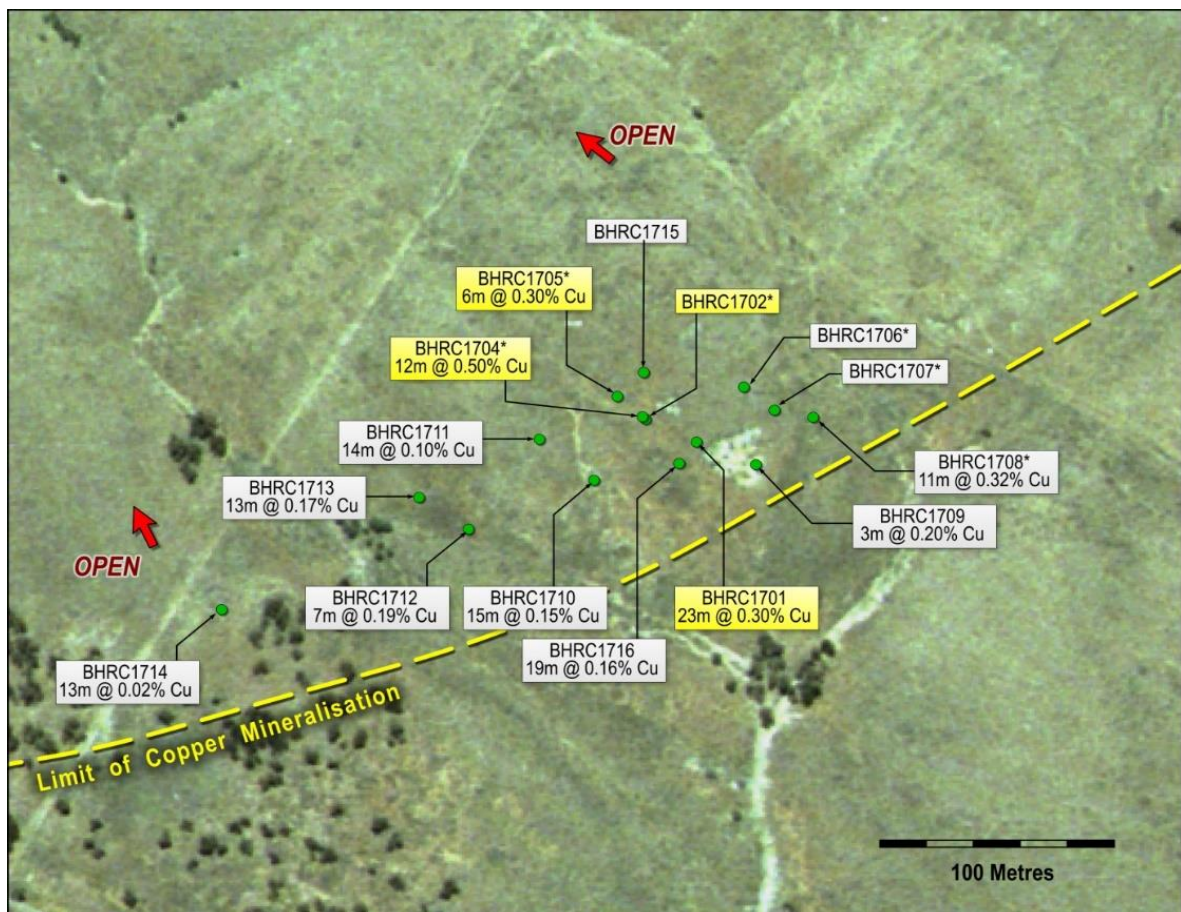 OPEN
BHRC1715
BHRC1705*
6m @ 0.30% Cu
BHRC1702*
BHRC1706*
BHRC1704*
12m @ 0.50% Cu
BHRC1707*
BHRC1711
14m @ 0.10% Cu
BHRC1708*
11m @ 0.32% Cu
BHRC1713
13m @ 0.17% Cu
BHRC1709
3m @ 0.20% Cu
OPEN
BHRC1712
7m @ 0.19% Cu
BHRC1710
15m @ 0.15% Cu
BHRC1701
23m @ 0.30% Cu
BHRC1716
19m @ 0.16% Cu
BHRC1714
13m @ 0.02% Cu
Limit of Copper Mineralisation
100 Metres